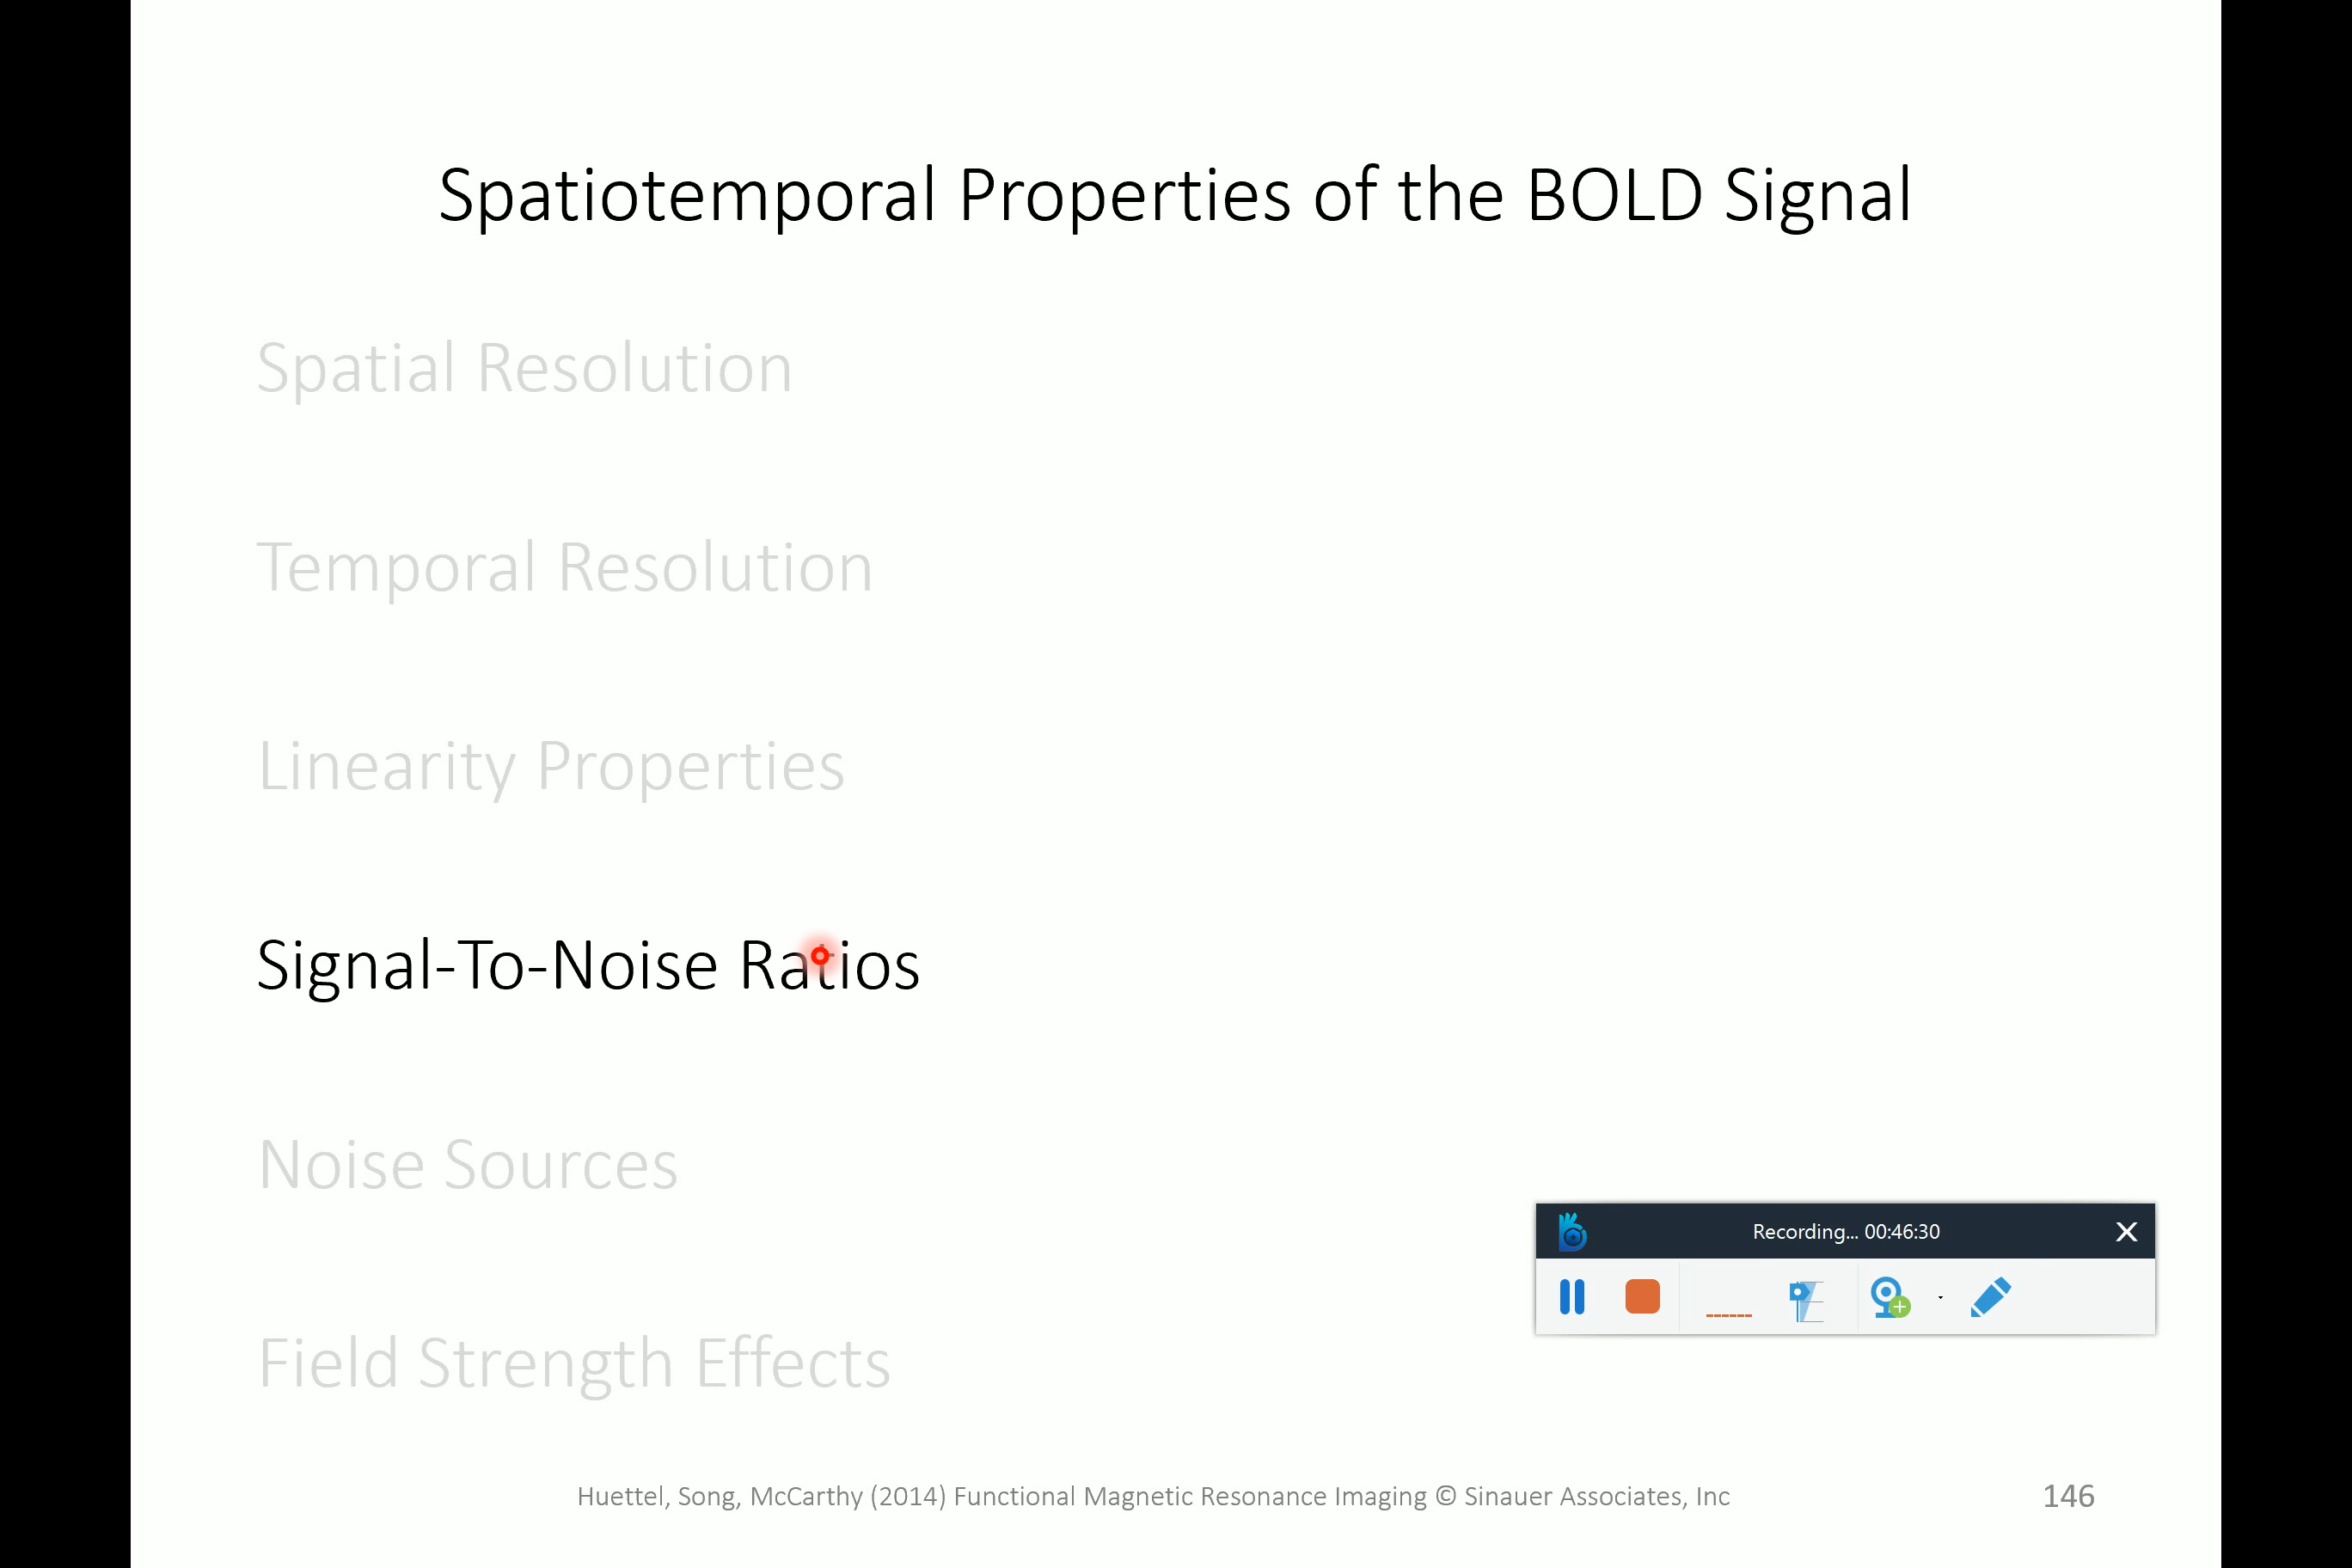 Spatiotemporal Properties of the BOLD Signal
Spatial Resolution
Temporal Resolution
Linearity Properties
Signal-To-Noise Ratios
Noise Sources
Recording... 00:46:30
Field Strength Effects
Huettel, Song, McCarthy (2014) Functional Magnetic Resonance Imaging © Sinauer Associates, Inc
146